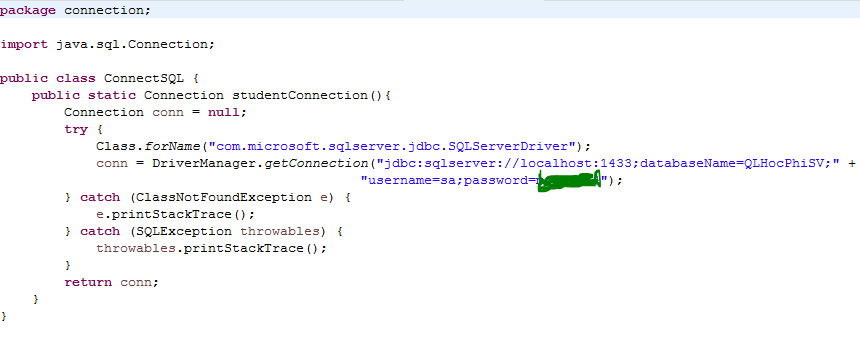 package connection;
import java.sql.Connection;
public class ConnectSQL {
public static Connection studentConnection(){
Connection conn = null;
try {
Class.forName("com.microsoft.sqlserver.jdbc.SQLServerDriver");
conn = DriverManager.getConnection("jdbc:sqlserver://localhost:1433;databaseName=QLHocPhiSV;" +
"username=sa;password=");
} catch (ClassNotFoundException e) {
e.printStackTrace();
} catch (SQLException throwables) {
throwables.printStackTrace();
}
return conn;
}
}